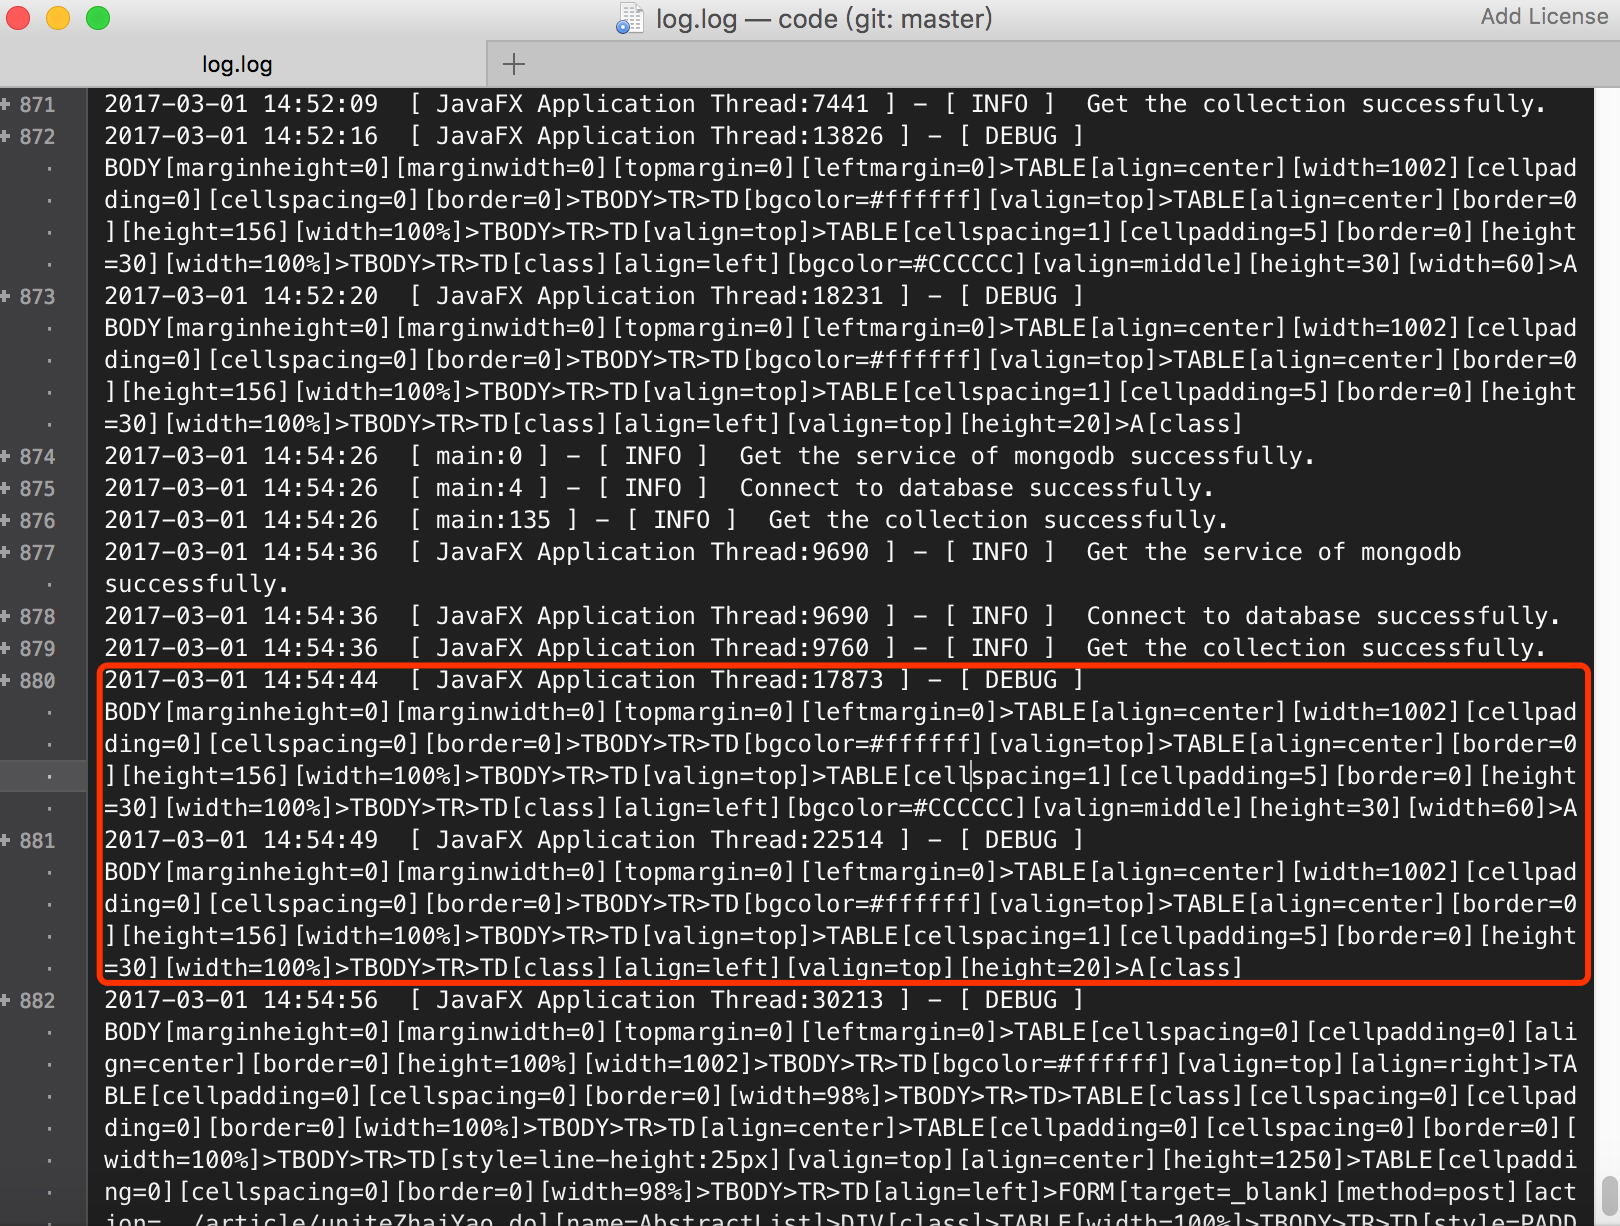 log.log — code (git: master)
Add License
log.log
871 2017-03-01 14:52:09  [ JavaFX Application Thread:7441 ] - [ INFO ]  Get the collection successfully.
872 2017-03-01 14:52:16  [ JavaFX Application Thread:13826 ] - [ DEBUG ]
BODY[marginheight=0][marginwidth=0][topmargin=0][leftmargin=0]>TABLE[align=center][width=1002][cellpad
ding=0][cellspacing=0][border=0]>TBODY>TR>TD[bgcolor=#ffffff][valign=top]>TABLE[align=center][border=0
][height=156][width=100%]>TBODY>TR>TD[valign=top]>TABLE[cellspacing=1][cellpadding=5][border=0][height
=30][width=100%]>TBODY>TR>TD[class][align=left][bgcolor=#CCCCCC][valign=middle][height=30][width=60]>A
873 2017-03-01 14:52:20  [ JavaFX Application Thread:18231 ] - [ DEBUG ]
BODY[marginheight=0][marginwidth=0][topmargin=0][leftmargin=0]>TABLE[align=center][width=1002][cellpad
ding=0][cellspacing=0][border=0]>TBODY>TR>TD[bgcolor=#ffffff][valign=top]>TABLE[align=center][border=0
][height=156][width=100%]>TBODY>TR>TD[valign=top]>TABLE[cellspacing=1][cellpadding=5][border=0][height
=30][width=100%]>TBODY>TR>TD[class][align=left][valign=top][height=20]>A[class]
874 2017-03-01 14:54:26  [ main:0 ] - [ INFO ]  Get the service of mongodb successfully.
875 2017-03-01 14:54:26  [ main:4 ] - [ INFO ]  Connect to database successfully.
876 2017-03-01 14:54:26  [ main:135 ] - [ INFO ]  Get the collection successfully.
877 2017-03-01 14:54:36  [ JavaFX Application Thread:9690 ] - [ INFO ]  Get the service of mongodb
successfully.
878 2017-03-01 14:54:36  [ JavaFX Application Thread:9690 ] - [ INFO ]  Connect to database successfully.
879 2017-03-01 14:54:36  [ JavaFX Application Thread:9760 ] - [ INFO ]  Get the collection successfully.
880 2017-03-01 14:54:44  [ JavaFX Application Thread:17873 ] - [ DEBUG ]
BODY[marginheight=0][marginwidth=0][topmargin=0][leftmargin=0]>TABLE[align=center][width=1002][cellpad
ding=0][cellspacing=0][border=0]>TBODY>TR>TD[bgcolor=#ffffff][valign=top]>TABLE[align=center][border=0
][height=156][width=100%]>TBODY>TR>TD[valign=top]>TABLE[cellspacing=1][cellpadding=5][border=0][height
=30][width=100%]>TBODY>TR>TD[class][align=left][bgcolor=#CCCCCC][valign=middle][height=30][width=60]>A
881 2017-03-01 14:54:49  [ JavaFX Application Thread:22514 ] - [ DEBUG ]
BODY[marginheight=0][marginwidth=0][topmargin=0][leftmargin=0]>TABLE[align=center][width=1002][cellpad
ding=0][cellspacing=0][border=0]>TBODY>TR>TD[bgcolor=#ffffff][valign=top]>TABLE[align=center][border=0
][height=156][width=100%]>TBODY>TR>TD[valign=top]>TABLE[cellspacing=1][cellpadding=5][border=0][height
=30][width=100%]>TBODY>TR>TD[class][align=left][valign=top][height=20]>A[class]
882 2017-03-01 14:54:56  [ JavaFX Application Thread:30213 ] - [ DEBUG ]
BODY[marginheight=0][marginwidth=0][topmargin=0][leftmargin=0]>TABLE[cellspacing=0][cellpadding=0][ali
gn=center][border=0][height=100%][width=1002]>TBODY>TR>TD[bgcolor=#ffffff][valign=top][align=right]>TA
BLE[cellpadding=0][cellspacing=0][border=0][width=98%]>TBODY>TR>TD>TABLE[class][cellspacing=0][cellpad
ding=0][border=0][width=100%]>TBODY>TR>TD[align=center]>TABLE[cellpadding=0][cellspacing=0][border=0][
width=100%]>TBODY>TR>TD[style=line-height:25px][valign=top][align=center][height=1250]>TABLE[cellpaddi
ng=0][cellspacing=0][border=0][width=98%]>TBODY>TR>TD[align=left]>FORM[target=_blank][method=post][act
ion=../article/uniteZhaiYao.do][name=AbstractList]>DIV[class]>TABLE[width=100%]>TBODY>TR>TD[style=PADD